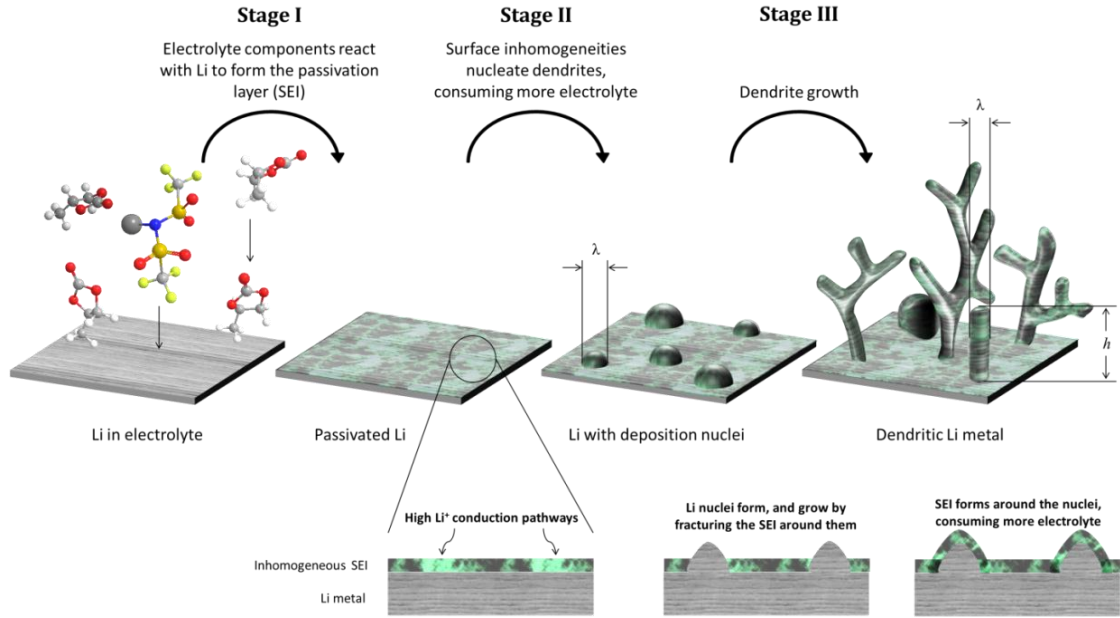 Stage I
Electrolyte components react
with Li to form the passivation
layer (SEI)
Stage II
Surface inhomogeneities
nucleate dendrites,
consuming more electrolyte
Stage III
Dendrite growth
λ
λ
h
Li in electrolyte
Passivated Li
Li with deposition nuclei
Dendritic Li metal
High Li⁺ conduction pathways
Inhomogeneous SEI
Li metal
Li nuclei form, and grow by
fracturing the SEI around them
SEI forms around the nuclei,
consuming more electrolyte